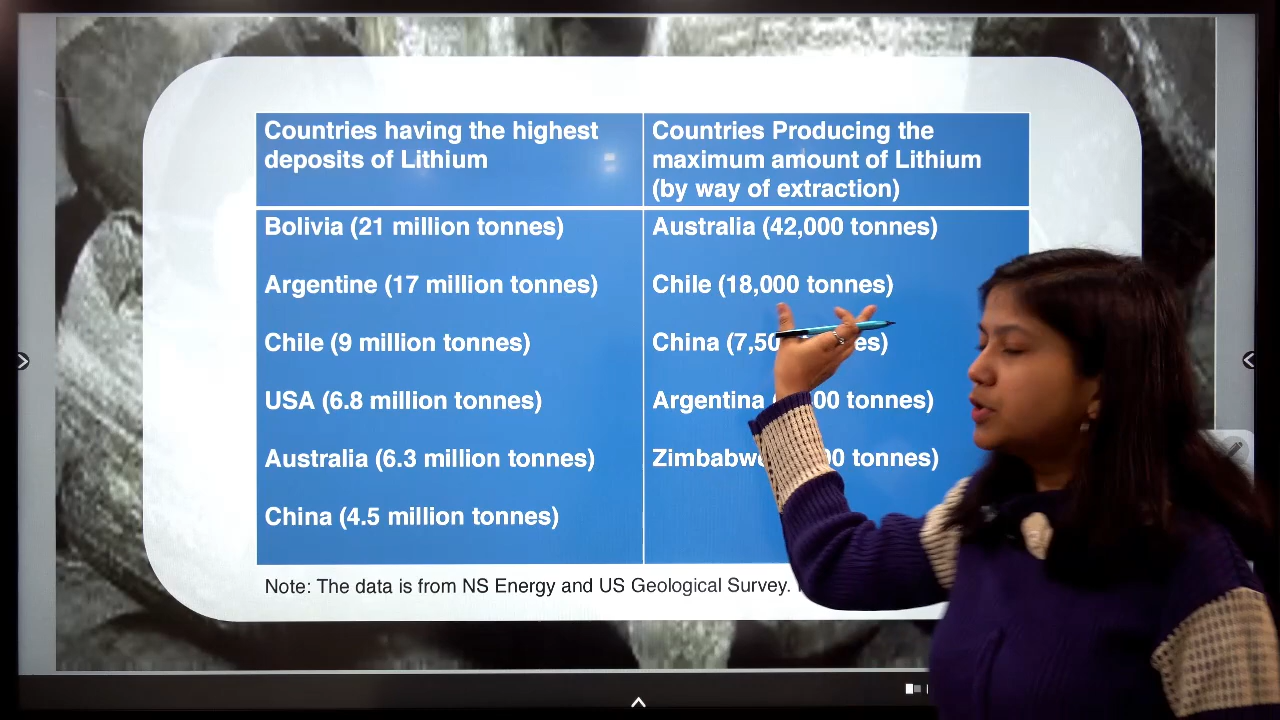 Countries having the highest
deposits of Lithium
Countries Producing the
maximum amount of Lithium
(by way of extraction)
Bolivia (21 million tonnes)
Australia (42,000 tonnes)
Argentine (17 million tonnes)
Chile (18,000 tonnes)
Chile (9 million tonnes)
China
USA (6.8 million tonnes)
Argentina tonnes)
Australia (6.3 million tonnes)
tonnes)
China (4.5 million tonnes)
Note: The data is from NS Energy and US Geological Survey.